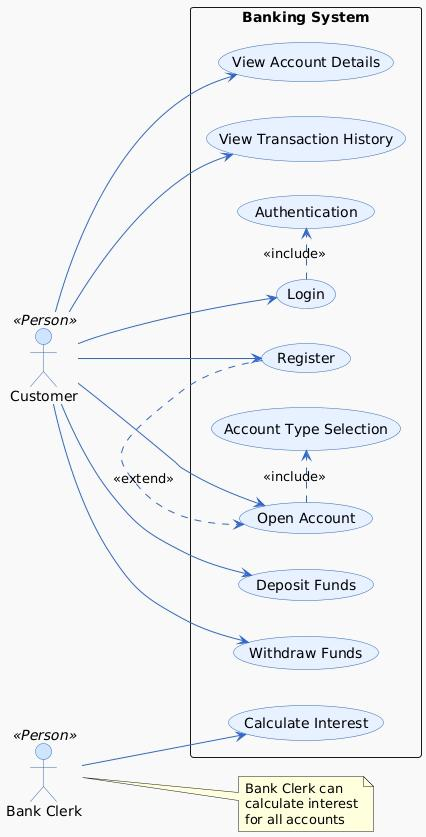 Banking System
View Account Details
View Transaction History
Authentication
«include»
Login
«Person»
Customer
Register
Account Type Selection
«extend»
«include»
Open Account
Deposit Funds
Withdraw Funds
Calculate Interest
«Person»
Bank Clerk
Bank Clerk can
calculate interest
for all accounts